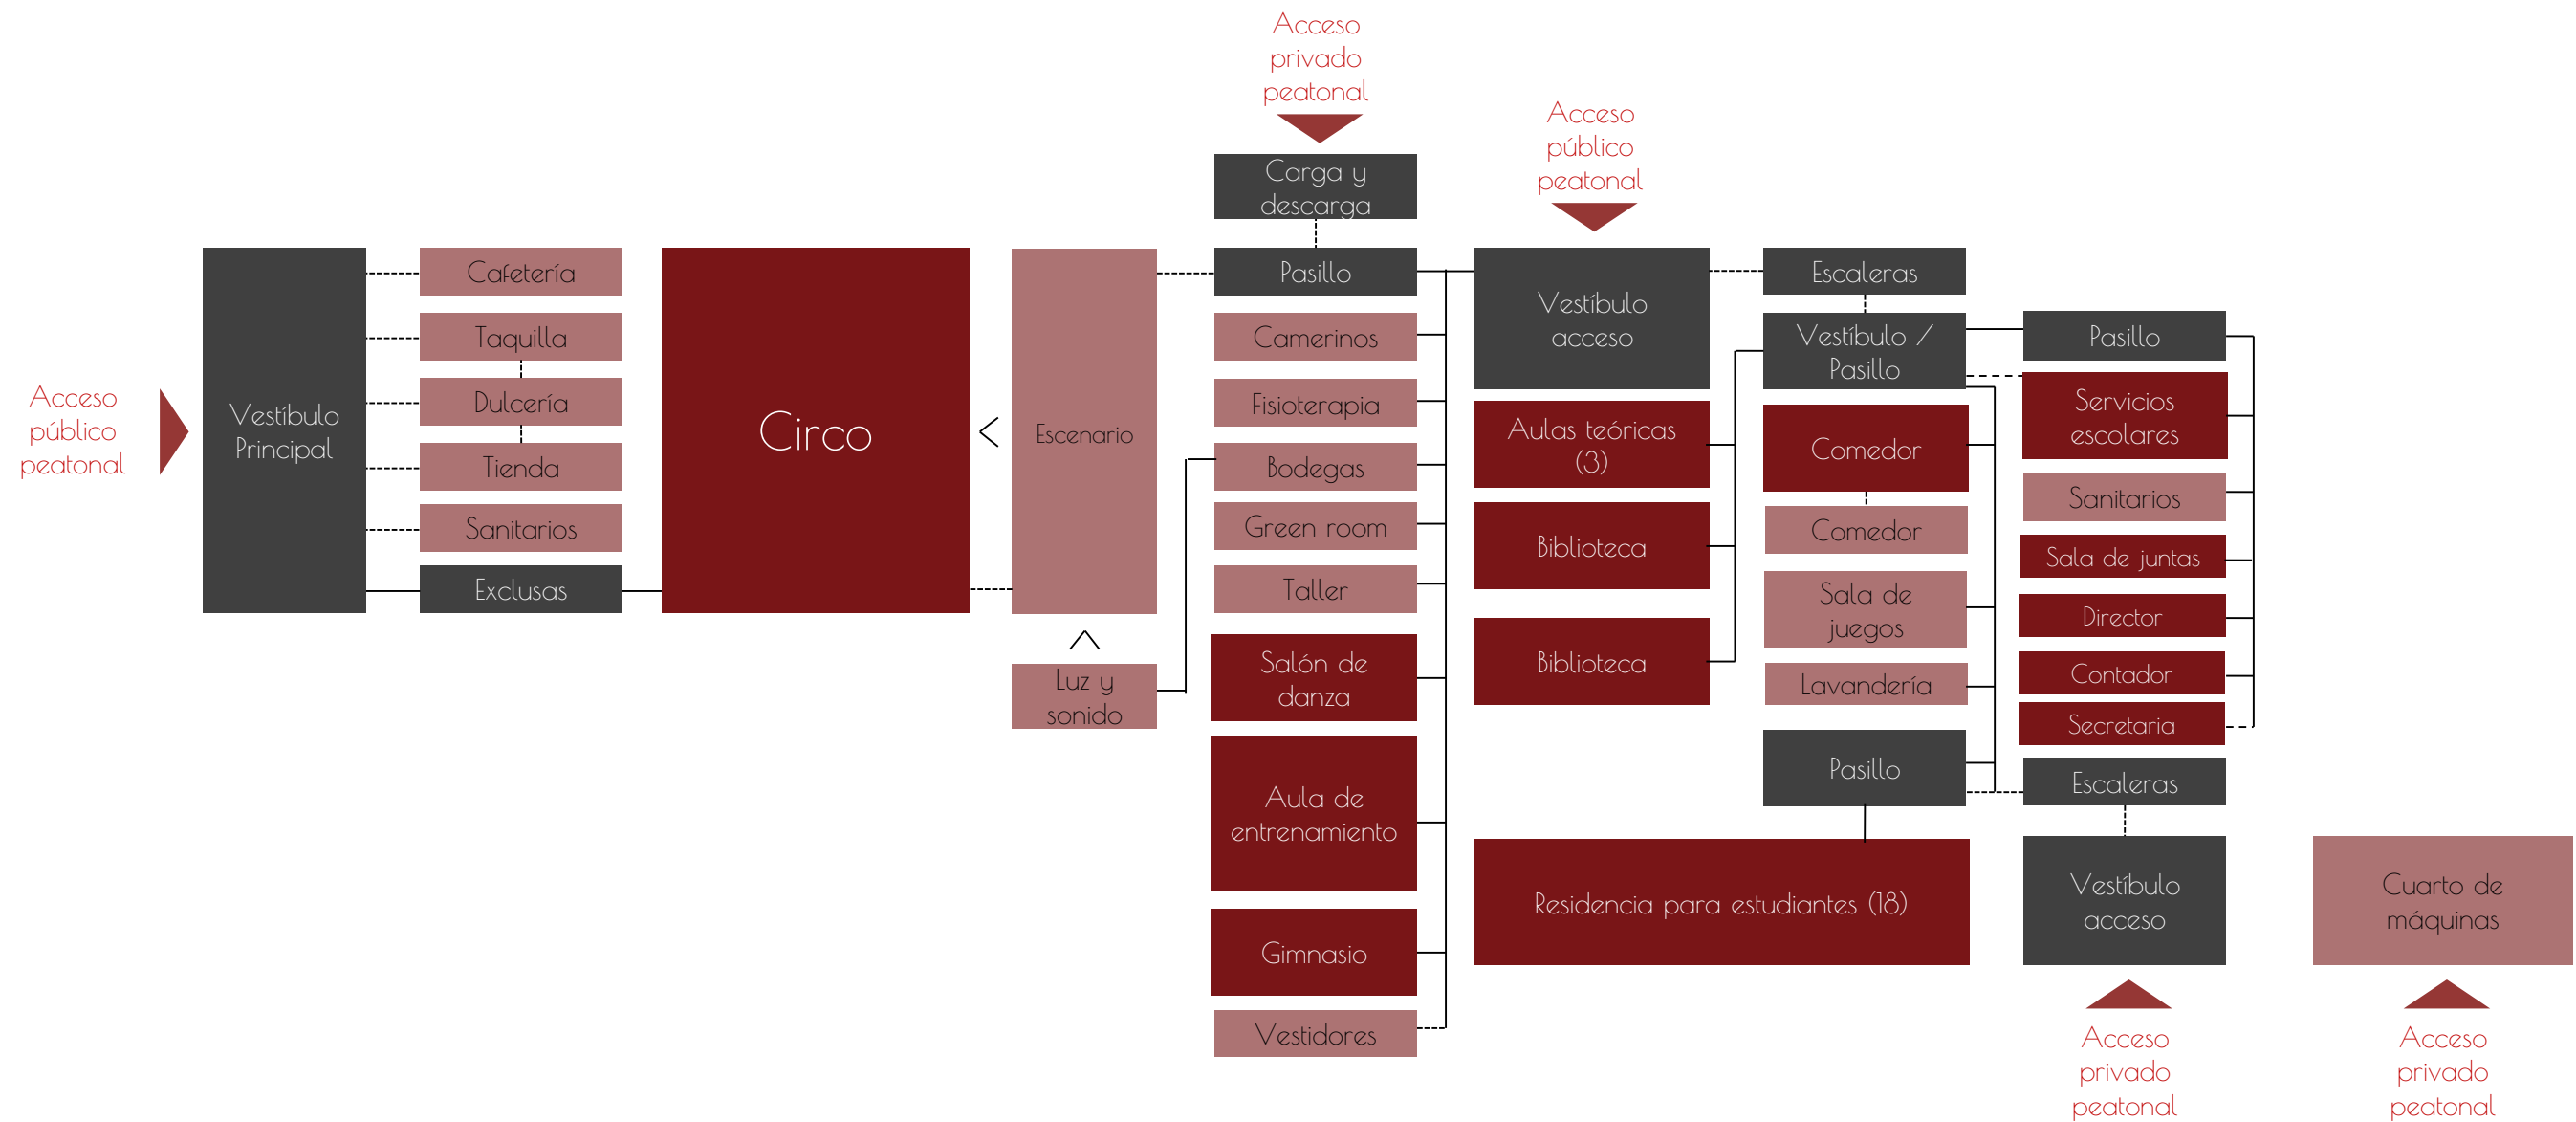 Acceso
privado
peatonal
Acceso
público
peatonal
Carga y
descarga
Acceso
público
peatonal
Vestíbulo
Principal
Cafetería
Taquilla
Dulcería
Tienda
Sanitarios
Exclusas
Circo
Escenario
Luz y
sonido
Pasillo
Camerinos
Fisioterapia
Bodegas
Green room
Taller
Salón de
danza
Aula de
entrenamiento
Gimnasio
Vestidores
Vestíbulo
acceso
Aulas teóricas
(3)
Biblioteca
Biblioteca
Escaleras
Vestíbulo /
Pasillo
Comedor
Comedor
Sala de
juegos
Lavandería
Pasillo
Residencia para estudiantes (18)
Pasillo
Servicios
escolares
Sanitarios
Sala de juntas
Director
Contador
Secretaria
Escaleras
Vestíbulo
acceso
Acceso
privado
peatonal
Cuarto de
máquinas
Acceso
privado
peatonal